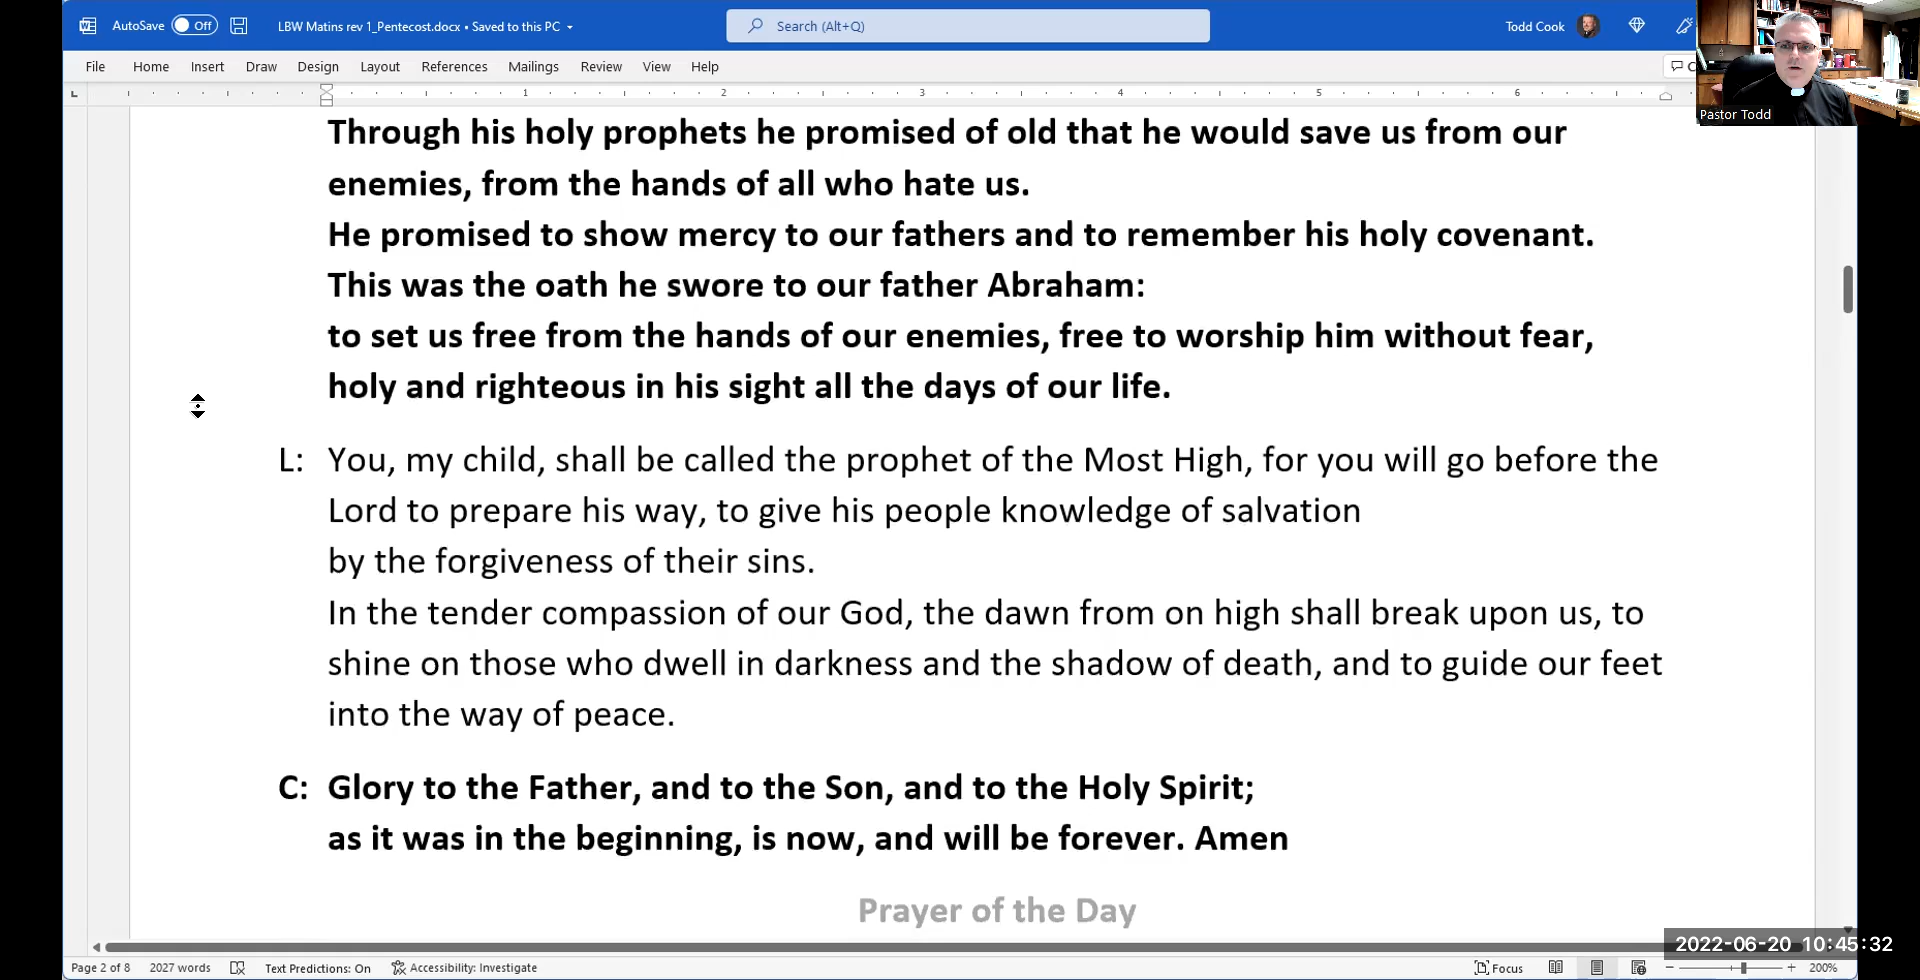 AutoSave Off LBW Matins rev 1_Pentecost.docx • Saved to this PC Search (Alt+Q) Todd Cook
File Home Insert Draw Design Layout References Mailings Review View Help
1 2 3 4 5 6
Pastor Todd
Through his holy prophets he promised of old that he would save us from our
enemies, from the hands of all who hate us.
He promised to show mercy to our fathers and to remember his holy covenant.
This was the oath he swore to our father Abraham:
to set us free from the hands of our enemies, free to worship him without fear,
holy and righteous in his sight all the days of our life.
L: You, my child, shall be called the prophet of the Most High, for you will go before the
Lord to prepare his way, to give his people knowledge of salvation
by the forgiveness of their sins.
In the tender compassion of our God, the dawn from on high shall break upon us, to
shine on those who dwell in darkness and the shadow of death, and to guide our feet
into the way of peace.
C: Glory to the Father, and to the Son, and to the Holy Spirit;
as it was in the beginning, is now, and will be forever. Amen
Prayer of the Day
2022-06-20 10:45:32
Page 2 of 8 2027 words Text Predictions: On Accessibility: Investigate Focus 200%